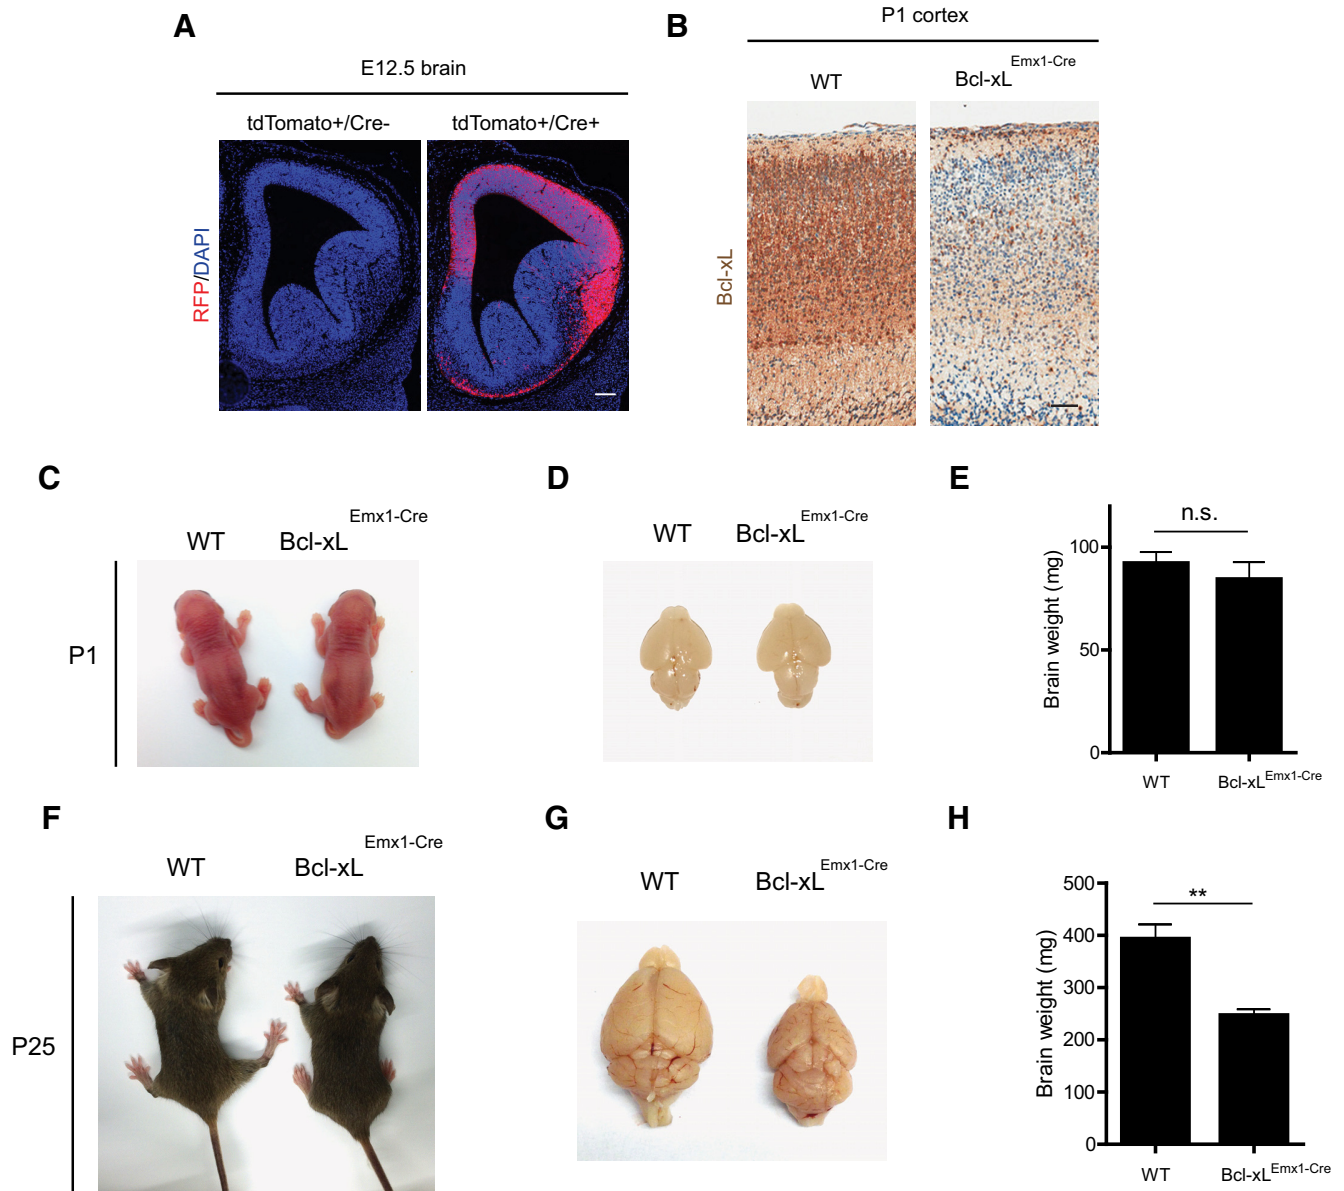 A
E12.5 brain
tdTomato+/Cre-
tdTomato+/Cre+
RFP/DAPI
B
P1 cortex
WT
Bcl-xL Emx1-Cre
Bcl-xL
C
WT
Bcl-xL Emx1-Cre
P1
D
WT
Bcl-xL Emx1-Cre
E
n.s.
100
50
0
Brain weight (mg)
WT
Bcl-xL Emx1-Cre
F
WT
Bcl-xL Emx1-Cre
P25
G
WT
Bcl-xL Emx1-Cre
H
**
500
400
300
200
100
0
Brain weight (mg)
WT
Bcl-xL Emx1-Cre